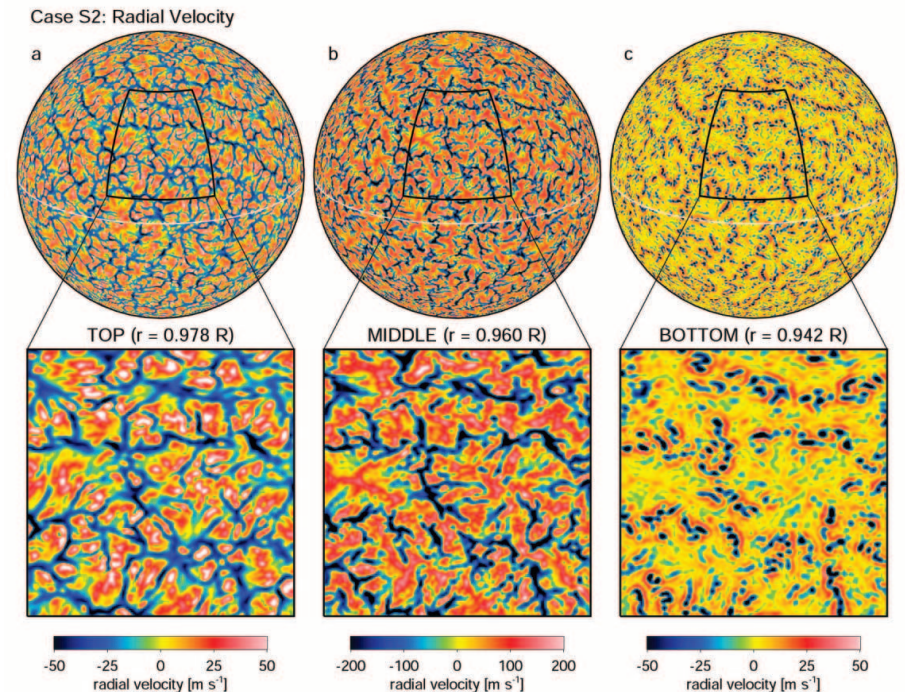 Case S2: Radial Velocity
a
b
c
TOP (r = 0.978 R)
MIDDLE (r = 0.960 R)
BOTTOM (r = 0.942 R)
-50 -25 0 25 50
-200 -100 0 100 200
-50 -25 0 25 50
radial velocity [m s⁻¹]
radial velocity [m s⁻¹]
radial velocity [m s⁻¹]